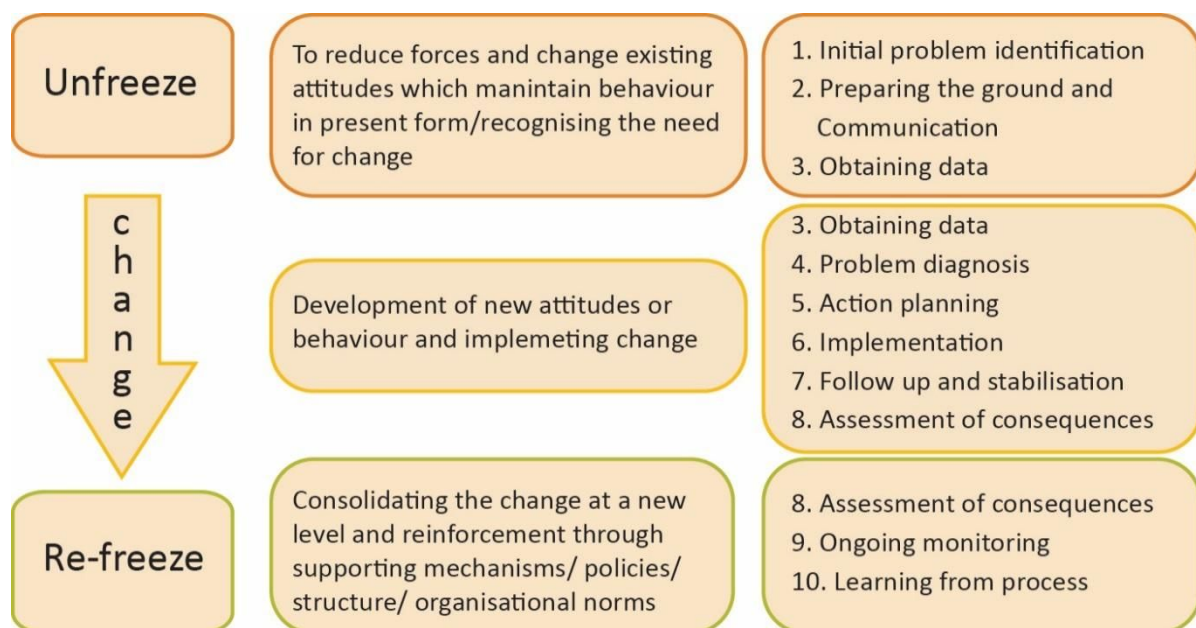 Unfreeze
To reduce forces and change existing
attitudes which manintain behaviour
in present form/recognising the need
for change
1. Initial problem identification
2. Preparing the ground and
Communication
3. Obtaining data
change
Development of new attitudes or
behaviour and implemeting change
3. Obtaining data
4. Problem diagnosis
5. Action planning
6. Implementation
7. Follow up and stabilisation
8. Assessment of consequences
Re-freeze
Consolidating the change at a new
level and reinforcement through
supporting mechanisms/ policies/
structure/ organisational norms
8. Assessment of consequences
9. Ongoing monitoring
10. Learning from process